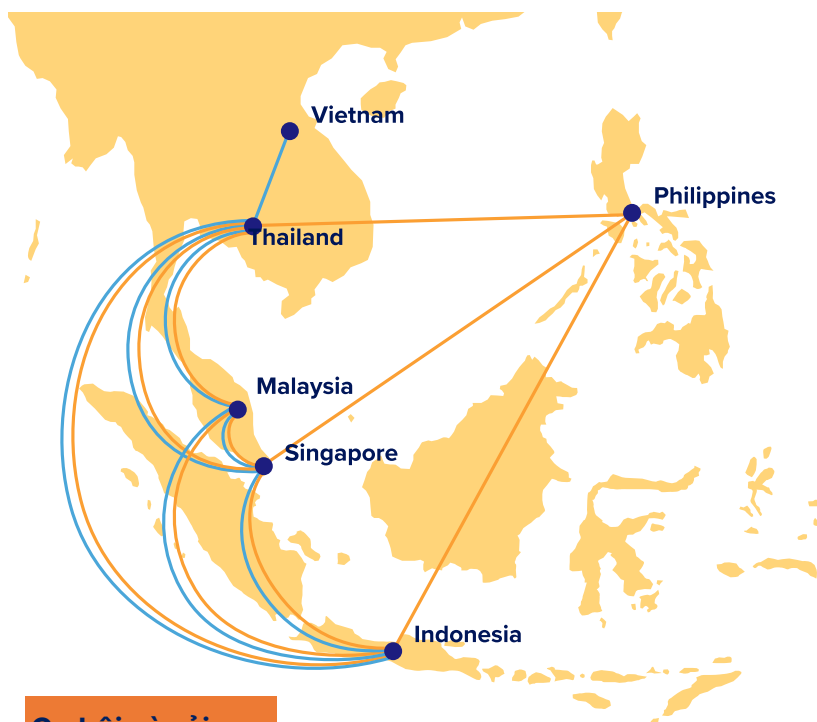 Vietnam
Philippines
Thailand
Malaysia
Singapore
Indonesia